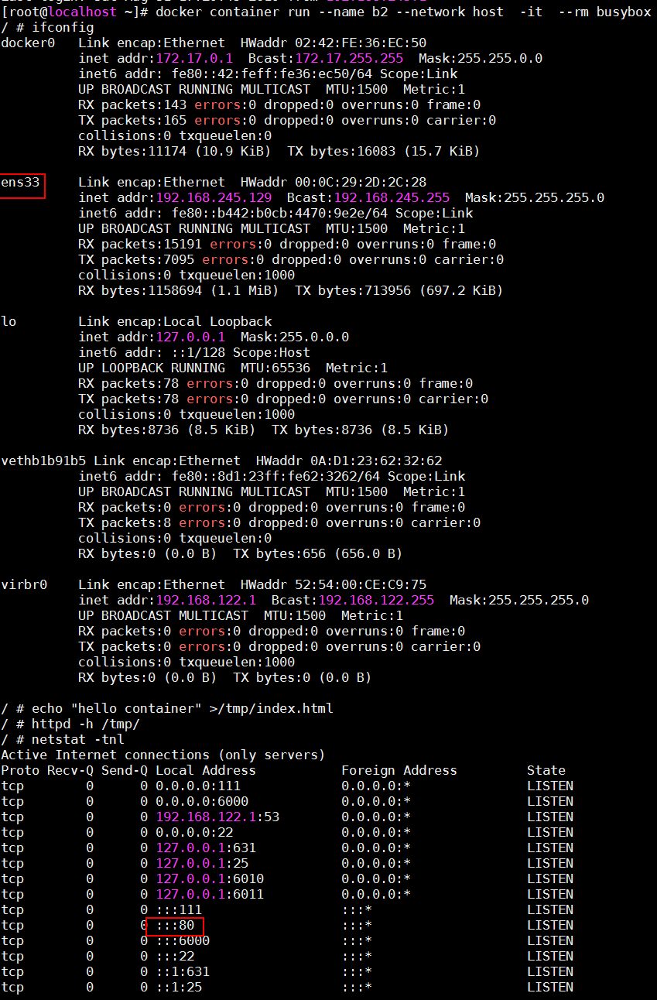 [root@localhost ~]# docker container run --name b2 --network host  -it  --rm busybox
/ # ifconfig
docker0   Link encap:Ethernet  HWaddr 02:42:FE:36:EC:50
          inet addr:172.17.0.1  Bcast:172.17.255.255  Mask:255.255.0.0
          inet6 addr: fe80::42:feff:fe36:ec50/64 Scope:Link
          UP BROADCAST RUNNING MULTICAST  MTU:1500  Metric:1
          RX packets:143 errors:0 dropped:0 overruns:0 frame:0
          TX packets:165 errors:0 dropped:0 overruns:0 carrier:0
          collisions:0 txqueuelen:0
          RX bytes:11174 (10.9 KiB)  TX bytes:16083 (15.7 KiB)

ens33     Link encap:Ethernet  HWaddr 00:0C:29:2D:2C:28
          inet addr:192.168.245.129  Bcast:192.168.245.255  Mask:255.255.255.0
          inet6 addr: fe80::b442:b0cb:4470:9e2e/64 Scope:Link
          UP BROADCAST RUNNING MULTICAST  MTU:1500  Metric:1
          RX packets:15191 errors:0 dropped:0 overruns:0 frame:0
          TX packets:7095 errors:0 dropped:0 overruns:0 carrier:0
          collisions:0 txqueuelen:1000
          RX bytes:1158694 (1.1 MiB)  TX bytes:713956 (697.2 KiB)

lo        Link encap:Local Loopback
          inet addr:127.0.0.1  Mask:255.0.0.0
          inet6 addr: ::1/128 Scope:Host
          UP LOOPBACK RUNNING  MTU:65536  Metric:1
          RX packets:78 errors:0 dropped:0 overruns:0 frame:0
          TX packets:78 errors:0 dropped:0 overruns:0 carrier:0
          collisions:0 txqueuelen:1000
          RX bytes:8736 (8.5 KiB)  TX bytes:8736 (8.5 KiB)

vethb1b91b5 Link encap:Ethernet  HWaddr 0A:D1:23:62:32:62
          inet6 addr: fe80::8d1:23ff:fe62:3262/64 Scope:Link
          UP BROADCAST RUNNING MULTICAST  MTU:1500  Metric:1
          RX packets:0 errors:0 dropped:0 overruns:0 frame:0
          TX packets:8 errors:0 dropped:0 overruns:0 carrier:0
          collisions:0 txqueuelen:0
          RX bytes:0 (0.0 B)  TX bytes:656 (656.0 B)

virbr0    Link encap:Ethernet  HWaddr 52:54:00:CE:C9:75
          inet addr:192.168.122.1  Bcast:192.168.122.255  Mask:255.255.255.0
          UP BROADCAST MULTICAST  MTU:1500  Metric:1
          RX packets:0 errors:0 dropped:0 overruns:0 frame:0
          TX packets:0 errors:0 dropped:0 overruns:0 carrier:0
          collisions:0 txqueuelen:1000
          RX bytes:0 (0.0 B)  TX bytes:0 (0.0 B)

/ # echo "hello container" >/tmp/index.html
/ # httpd -h /tmp/
/ # netstat -tnl
Active Internet connections (only servers)
Proto Recv-Q Send-Q Local Address           Foreign Address         State
tcp        0      0 0.0.0.0:111             0.0.0.0:*               LISTEN
tcp        0      0 0.0.0.0:6000            0.0.0.0:*               LISTEN
tcp        0      0 192.168.122.1:53        0.0.0.0:*               LISTEN
tcp        0      0 0.0.0.0:22              0.0.0.0:*               LISTEN
tcp        0      0 127.0.0.1:631           0.0.0.0:*               LISTEN
tcp        0      0 127.0.0.1:25            0.0.0.0:*               LISTEN
tcp        0      0 127.0.0.1:6010          0.0.0.0:*               LISTEN
tcp        0      0 127.0.0.1:6011          0.0.0.0:*               LISTEN
tcp        0      0 :::111                  :::*                    LISTEN
tcp        0      0 :::80                   :::*                    LISTEN
tcp        0      0 :::6000                 :::*                    LISTEN
tcp        0      0 :::22                   :::*                    LISTEN
tcp        0      0 ::1:631                 :::*                    LISTEN
tcp        0      0 ::1:25                  :::*                    LISTEN